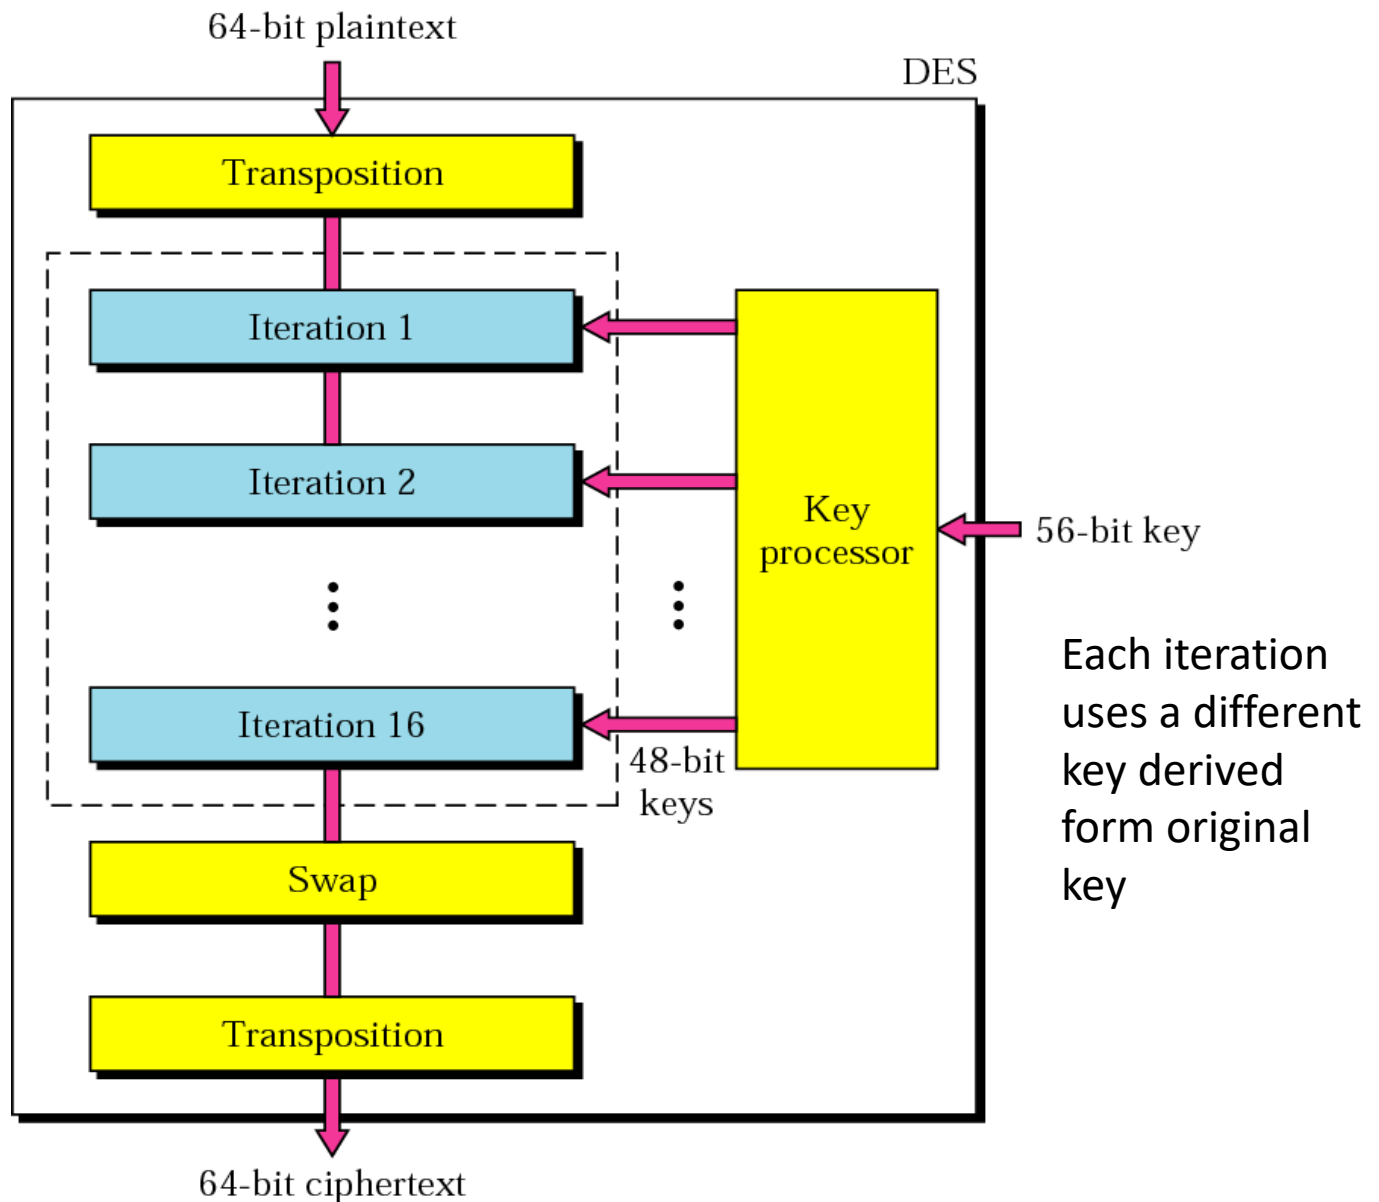 64-bit plaintext
DES
Transposition
Iteration 1
Iteration 2
Key
processor
56-bit key
Each iteration
uses a different
key derived
form original
key
Iteration 16
48-bit
keys
Swap
Transposition
64-bit ciphertext